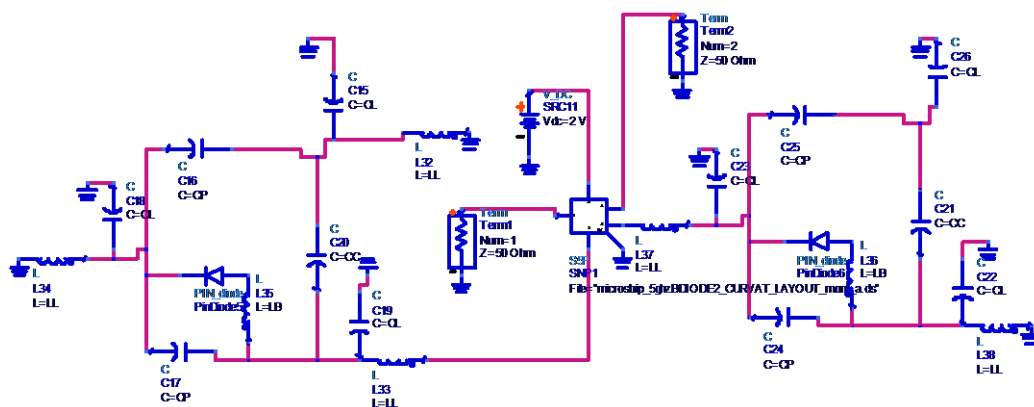 C
C15
C=CL
C
C16
C=CP
C
C18
C=CL
L
L32
L=LL
C
C20
C=CC
L
L34
L=LL
PIN_diode
PinDiode5
L
L35
L=LB
C
C19
C=CL
C
C17
C=CP
L
L33
L=LL
V_DC
SRC11
Vdc=2 V
Term
Term1
Num=1
Z=50 Ohm
Term
Term2
Num=2
Z=50 Ohm
SNP1
L
L37
L=LL
C
C23
C=CL
C
C25
C=CP
C
C26
C=CL
C
C21
C=CC
PIN_diode
PinDiode6
L
L36
L=LB
C
C22
C=CL
C
C24
C=CP
L
L38
L=LL